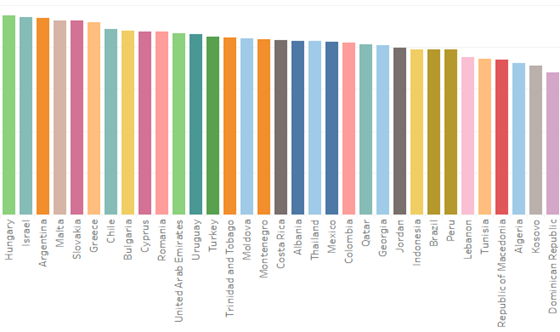 Hungary
Israel
Argentina
Malta
Slovakia
Greece
Chile
Bulgaria
Cyprus
Romania
United Arab Emirates
Uruguay
Turkey
Trinidad and Tobago
Moldova
Montenegro
Costa Rica
Albania
Thailand
Mexico
Colombia
Qatar
Georgia
Jordan
Indonesia
Brazil
Peru
Lebanon
Tunisia
Republic of Macedonia
Algeria
Kosovo
Dominican Republic